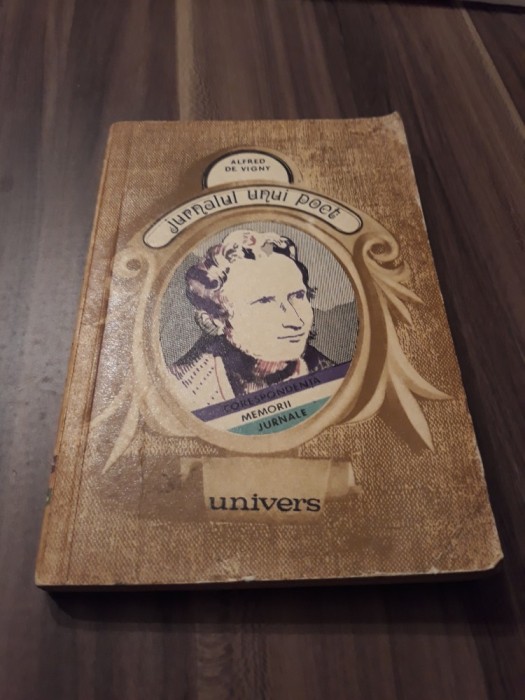 ALFRED
DE VIGNY
jurnalul unui poet
CORESPONDENȚA
MEMORII
JURNALE
univers